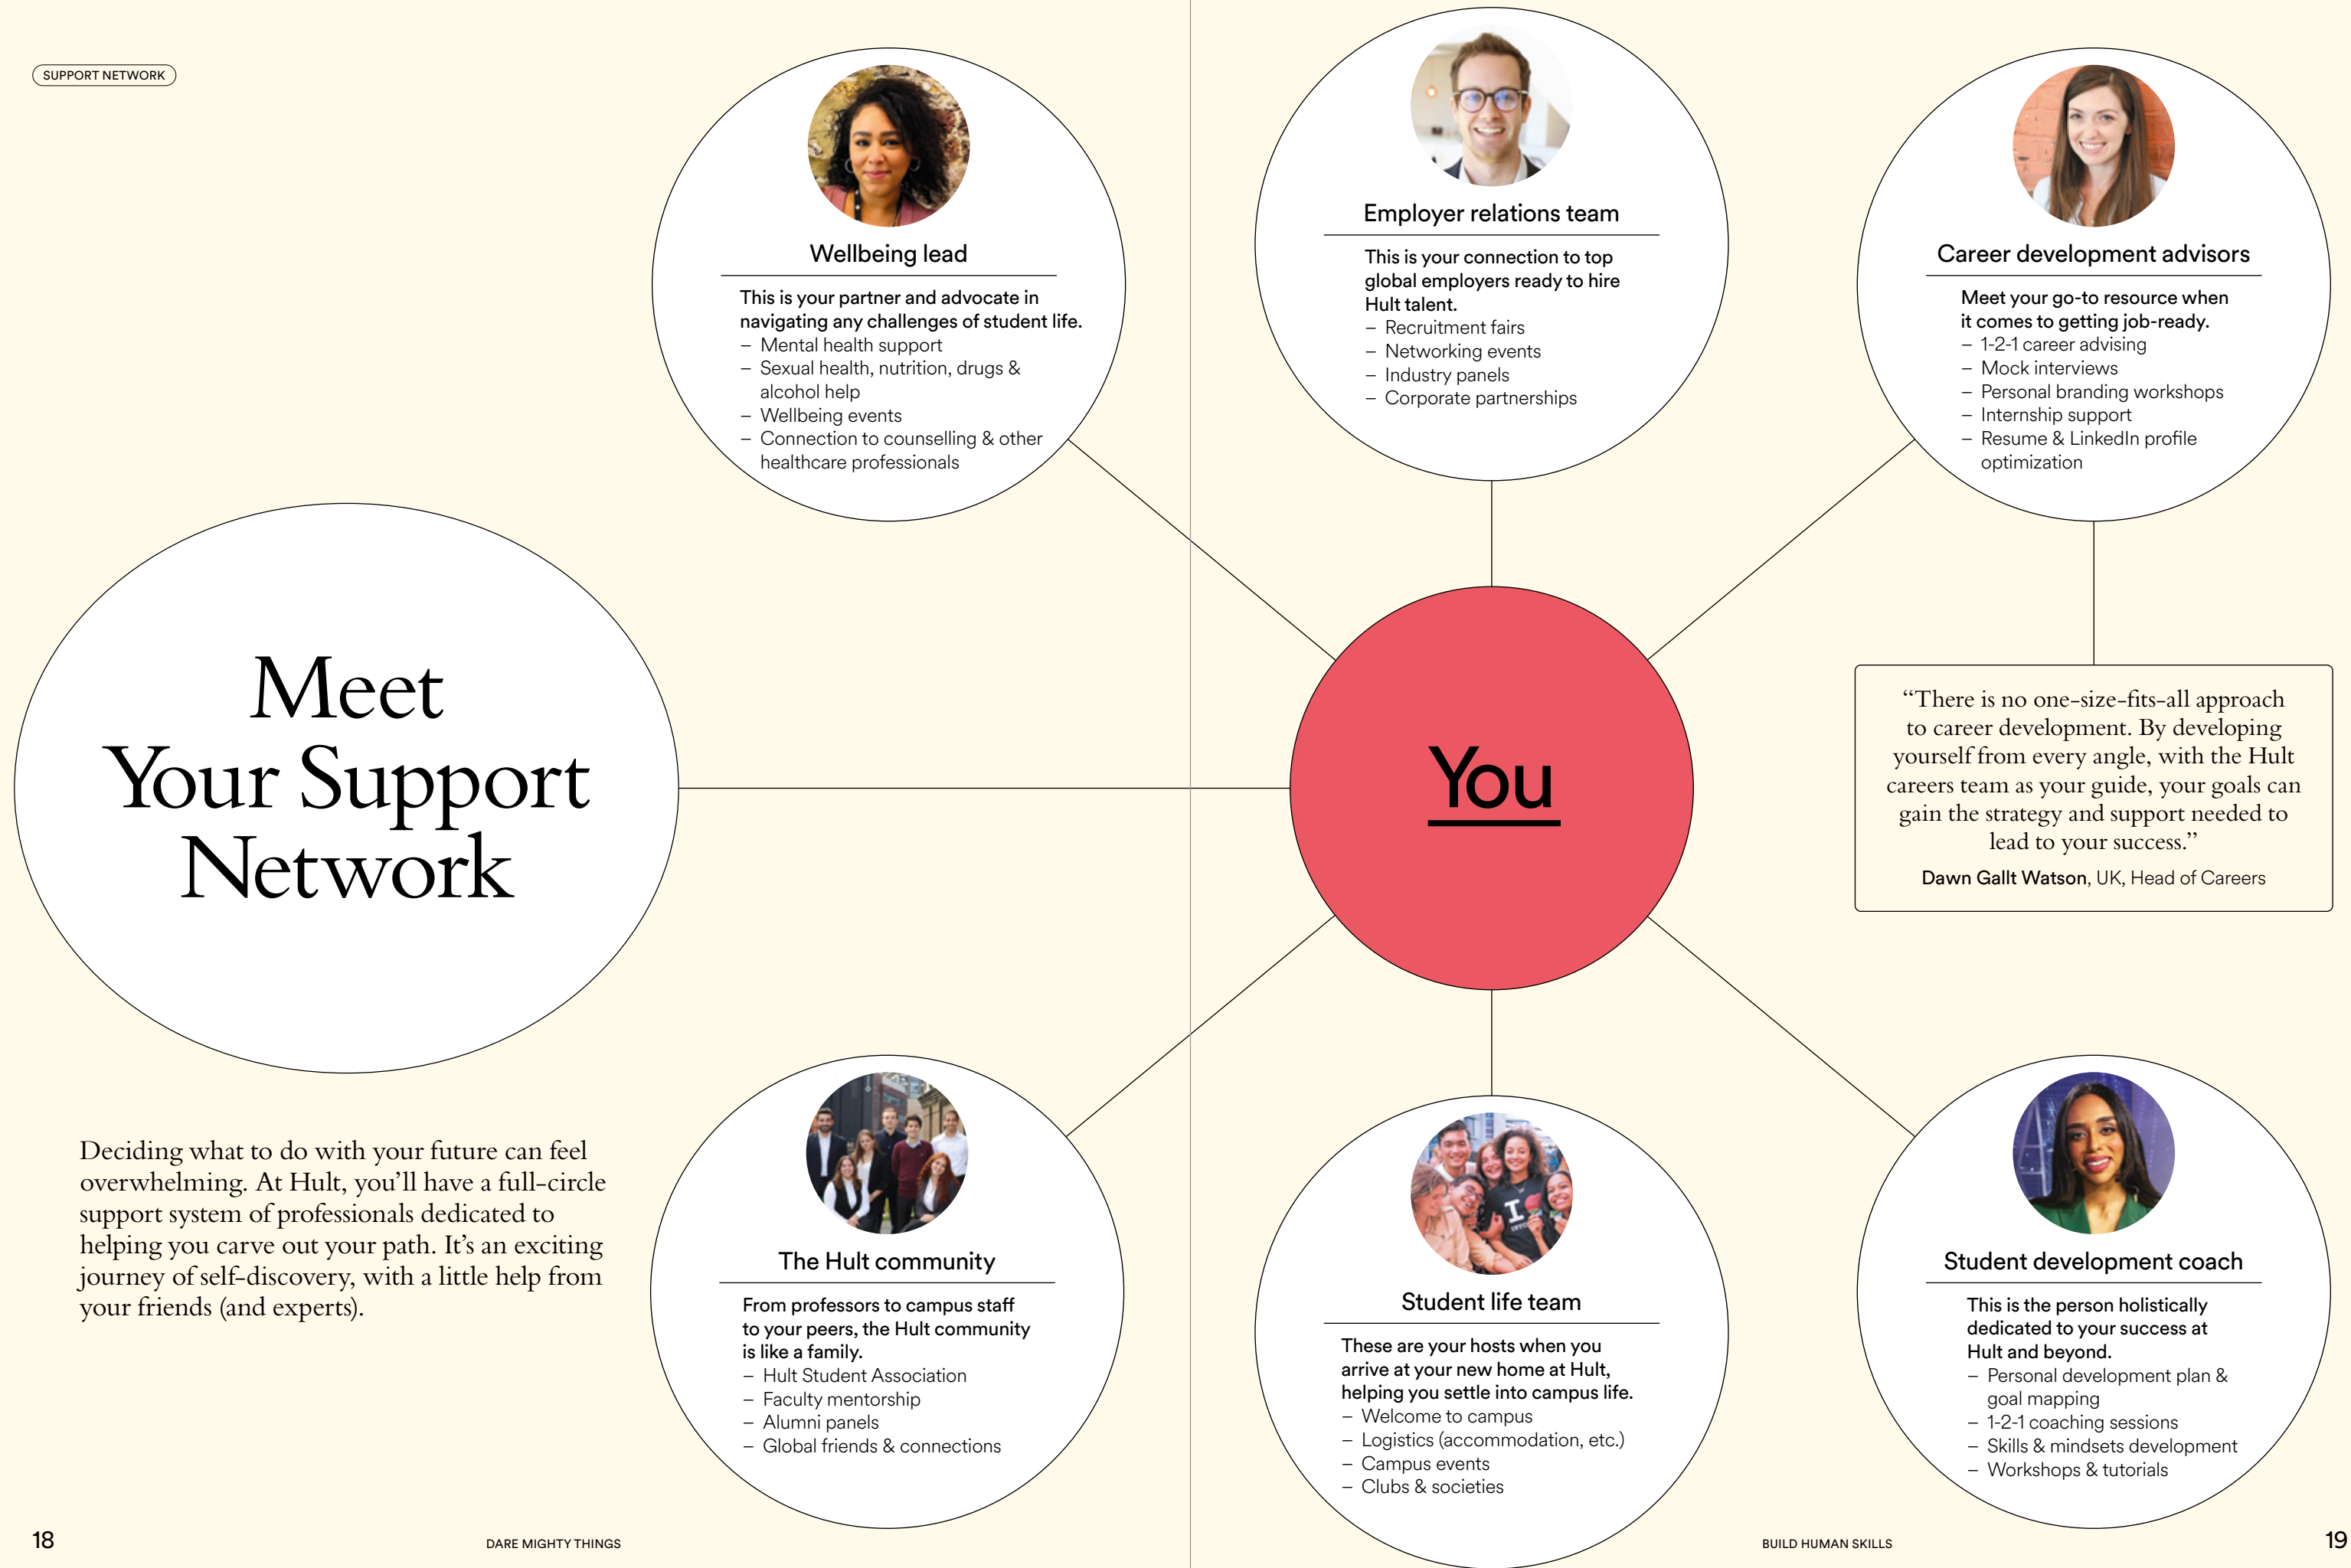 SUPPORT NETWORK
Meet
Your Support
Network
Deciding what to do with your future can feel
overwhelming. At Hult, you’ll have a full-circle
support system of professionals dedicated to
helping you carve out your path. It’s an exciting
journey of self-discovery, with a little help from
your friends (and experts).
Wellbeing lead
This is your partner and advocate in
navigating any challenges of student life.
– Mental health support
– Sexual health, nutrition, drugs &
alcohol help
– Wellbeing events
– Connection to counselling & other
healthcare professionals
Employer relations team
This is your connection to top
global employers ready to hire
Hult talent.
– Recruitment fairs
– Networking events
– Industry panels
– Corporate partnerships
Career development advisors
Meet your go-to resource when
it comes to getting job-ready.
– 1-2-1 career advising
– Mock interviews
– Personal branding workshops
– Internship support
– Resume & LinkedIn profile
optimization
You
“There is no one-size-fits-all approach
to career development. By developing
yourself from every angle, with the Hult
careers team as your guide, your goals can
gain the strategy and support needed to
lead to your success.”
Dawn Gallt Watson, UK, Head of Careers
The Hult community
From professors to campus staff
to your peers, the Hult community
is like a family.
– Hult Student Association
– Faculty mentorship
– Alumni panels
– Global friends & connections
I
Student life team
These are your hosts when you
arrive at your new home at Hult,
helping you settle into campus life.
– Welcome to campus
– Logistics (accommodation, etc.)
– Campus events
– Clubs & societies
Student development coach
This is the person holistically
dedicated to your success at
Hult and beyond.
– Personal development plan &
goal mapping
– 1-2-1 coaching sessions
– Skills & mindsets development
– Workshops & tutorials
18
DARE MIGHTY THINGS
BUILD HUMAN SKILLS
19